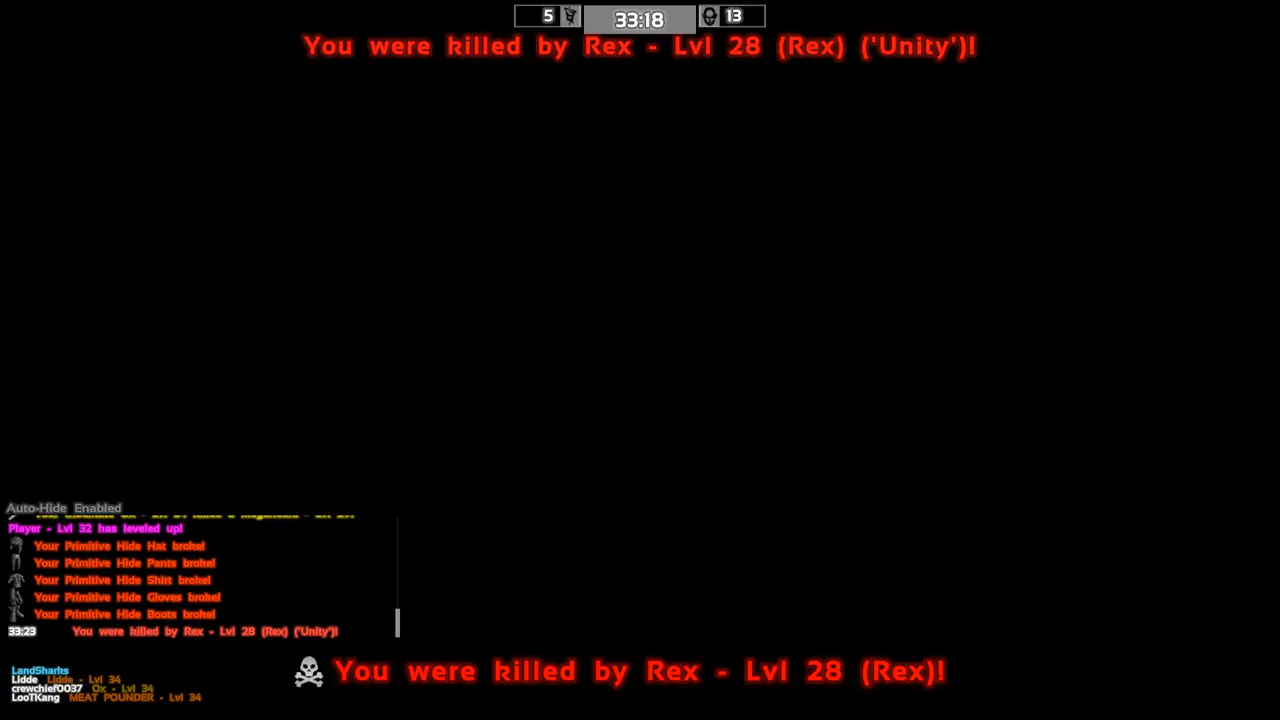 5 33:18 13
You were killed by Rex - Lvl 28 (Rex) ('Unity')!
Auto-Hide Enabled
Player - Lvl 32 has leveled up!
Your Primitive Hide Hat broke!
Your Primitive Hide Pants broke!
Your Primitive Hide Shirt broke!
Your Primitive Hide Gloves broke!
Your Primitive Hide Boots broke!
33:23 You were killed by Rex - Lvl 28 (Rex) ('Unity')!
LandSharks
Lidde Lidde - Lvl 34
crewchief0037 Ox - Lvl 34
LooTKang MEAT POUNDER - Lvl 34
You were killed by Rex - Lvl 28 (Rex)!